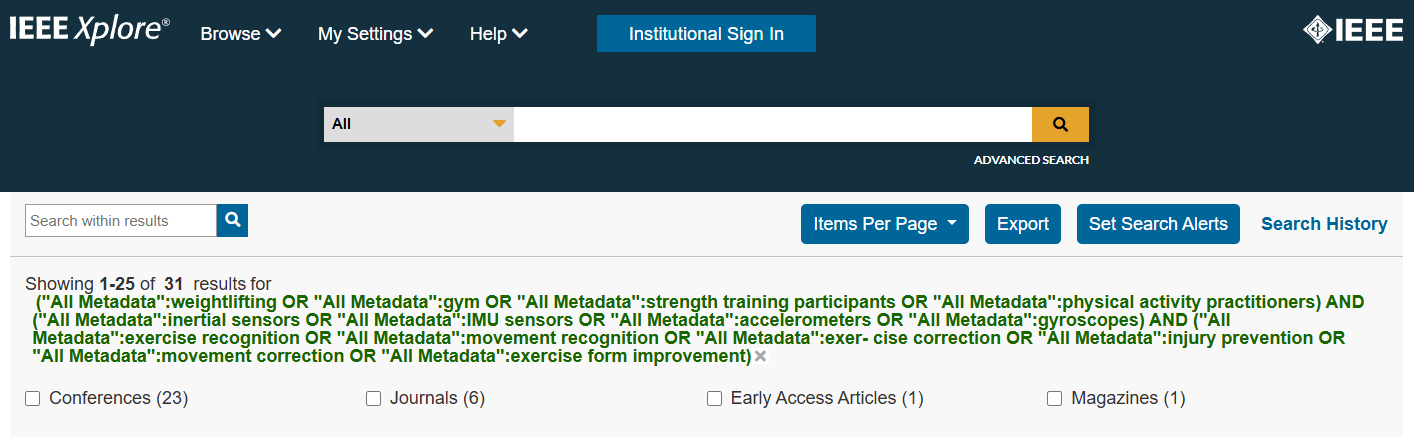 IEEE Xplore® Browse My Settings Help Institutional Sign In IEEE
All
ADVANCED SEARCH
Search within results Items Per Page Export Set Search Alerts Search History
Showing 1-25 of 31 results for
("All Metadata":weightlifting OR "All Metadata":gym OR "All Metadata":strength training participants OR "All Metadata":physical activity practitioners) AND
("All Metadata":inertial sensors OR "All Metadata":IMU sensors OR "All Metadata":accelerometers OR "All Metadata":gyroscopes) AND ("All
Metadata":exercise recognition OR "All Metadata":movement recognition OR "All Metadata":exer- cise correction OR "All Metadata":injury prevention OR
"All Metadata":movement correction OR "All Metadata":exercise form improvement)
Conferences (23) Journals (6) Early Access Articles (1) Magazines (1)